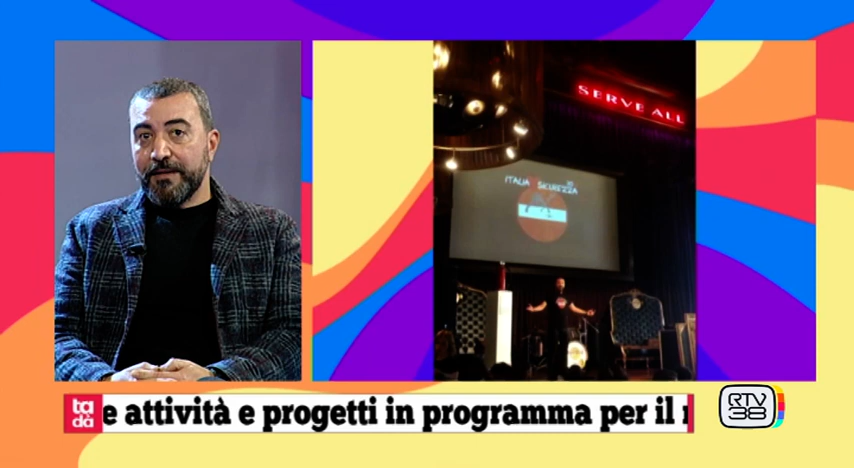 SERVE ALL
ITALIA SICUREZZA
ta
dà
e attività e progetti in programma per il
RTV
38